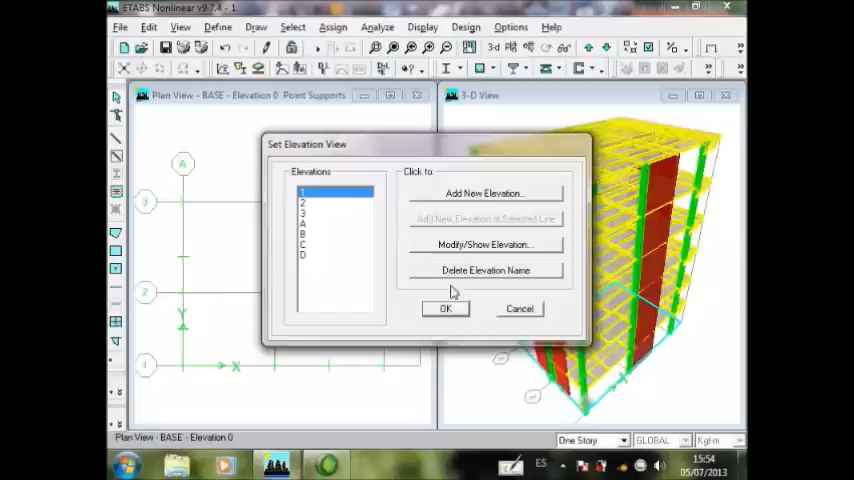 ETABS Nonlinear v9.7.4 - 1
File Edit View Define Draw Select Assign Analyze Display Design Options Help
3-d
Plan View - BASE - Elevation 0 Point Supports
3-D View
Set Elevation View
Elevations
1
2
3
A
B
C
D
Click to:
Add New Elevation...
Add New Elevation at Selected Line
Modify/Show Elevation...
Delete Elevation Name
OK
Cancel
A
3
2
1
Y
X
Plan View - BASE - Elevation 0
One Story
GLOBAL
Kgf-m
ES
15:54
05/07/2013